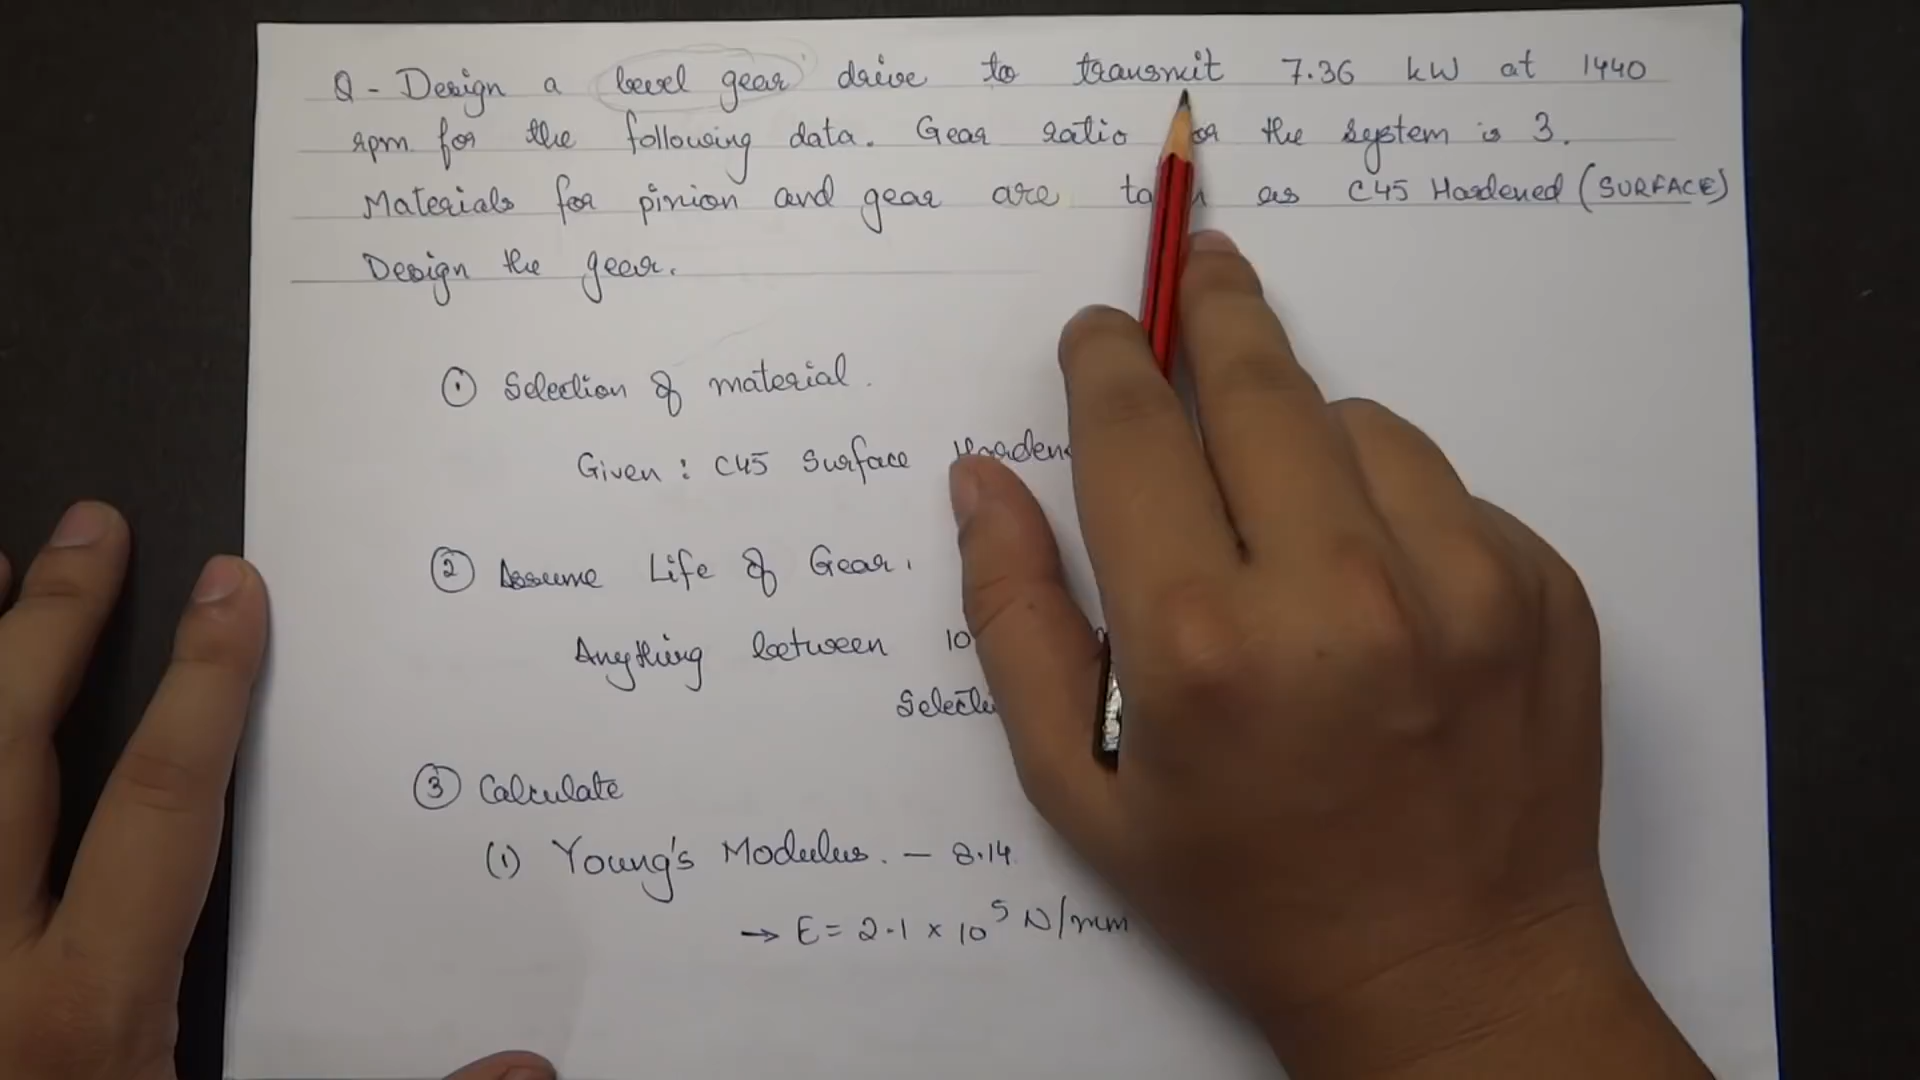 Q - Design a bevel gear drive to transmit 7.36 kW at 1440
rpm for the following data. Gear ratio for the system is 3.
Materials for pinion and gear are as C45 Hardened (SURFACE)
Design the gear.
① Selection of material.
Given : C45 Surface
② Assume Life of Gear.
Anything between 10
③ Calculate
(1) Young's Modulus. - 8.14
→ E = 2.1 × 10⁵ N/mm